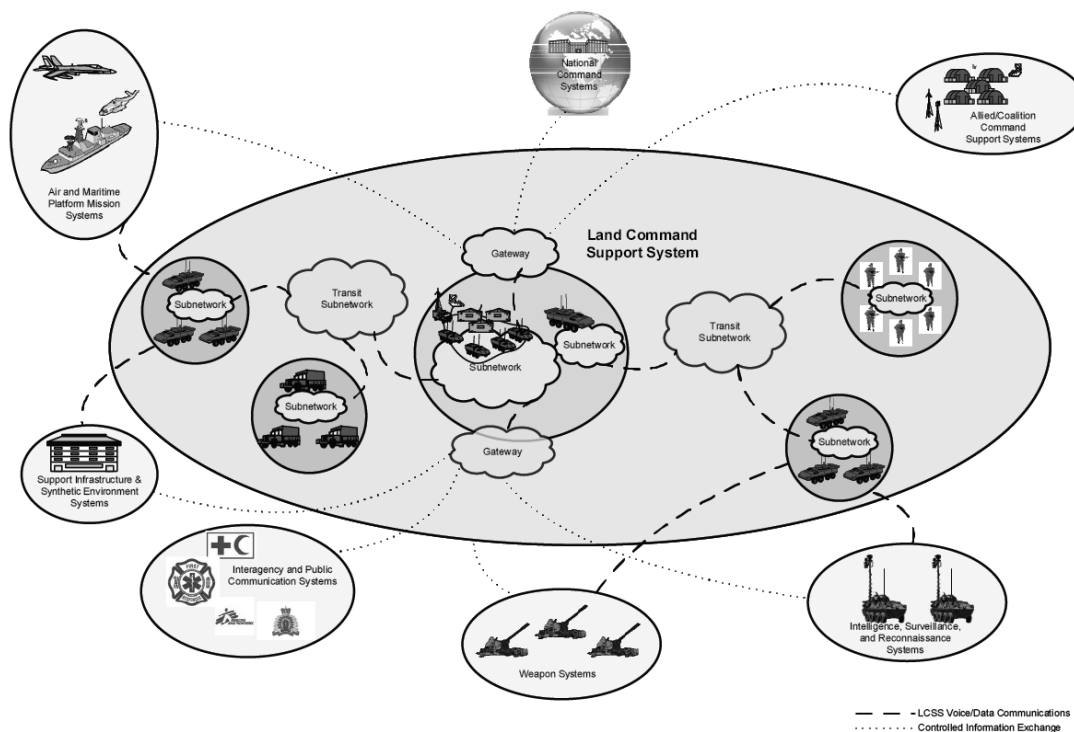 National
Command
Systems
Allied/Coalition
Command
Support Systems
Air and Maritime
Platform Mission
Systems
Land Command
Support System
Gateway
Subnetwork
Transit
Subnetwork
Subnetwork
Subnetwork
Subnetwork
Transit
Subnetwork
Subnetwork
Subnetwork
Gateway
Support Infrastructure &
Synthetic Environment
Systems
Interagency and Public
Communication Systems
FIRST
Weapon Systems
Intelligence, Surveillance,
and Reconnaissance
Systems
LCSS Voice/Data Communications
Controlled Information Exchange